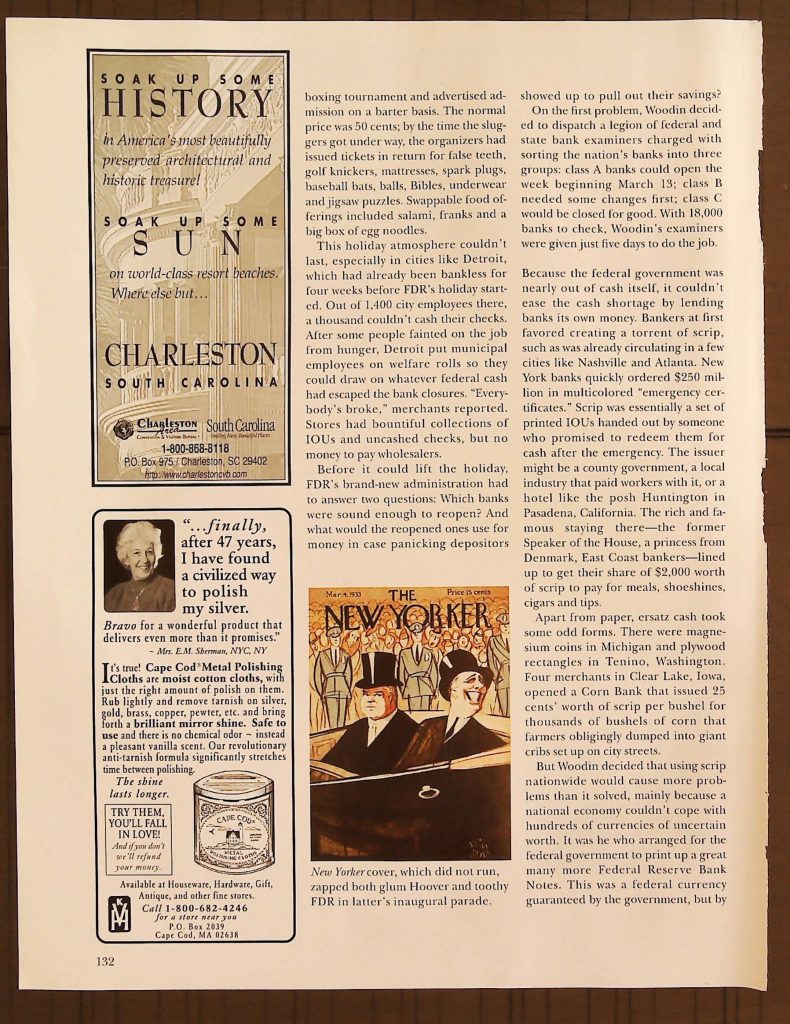 SOAK UP SOME
HISTORY
In America's most beautifully
preserved architectural and
historic treasure!
SOAK UP SOME
SUN
on world-class resort beaches.
Where else but...
CHARLESTON
SOUTH CAROLINA
CHARLESTON
Area
CONVENTION & VISITORS BUREAU
South Carolina
Smiling Faces. Beautiful Places.
1-800-868-8118
P.O. Box 975 / Charleston, SC 29402
http://www.charlestoncvb.com
"...finally,
after 47 years,
I have found
a civilized way
to polish
my silver.
Bravo for a wonderful product that
delivers even more than it promises."
~ Mrs. E.M. Sherman, NYC, NY
It's true! Cape Cod® Metal Polishing
Cloths are moist cotton cloths, with
just the right amount of polish on them.
Rub lightly and remove tarnish on silver,
gold, brass, copper, pewter, etc. and bring
forth a brilliant mirror shine. Safe to
use and there is no chemical odor ~ instead
a pleasant vanilla scent. Our revolutionary
anti-tarnish formula significantly stretches
time between polishing.
The shine
lasts longer.
TRY THEM,
YOU'LL FALL
IN LOVE!
And if you don't
we'll refund
your money.
CAPE COD®
METAL
POLISHING CLOTHS
Available at Houseware, Hardware, Gift,
Antique, and other fine stores.
Call 1-800-682-4246
for a store near you
P.O. Box 2039
Cape Cod, MA 02638
132
boxing tournament and advertised ad-
mission on a barter basis. The normal
price was 50 cents; by the time the slug-
gers got under way, the organizers had
issued tickets in return for false teeth,
golf knickers, mattresses, spark plugs,
baseball bats, balls, Bibles, underwear
and jigsaw puzzles. Swappable food of-
ferings included salami, franks and a
big box of egg noodles.
This holiday atmosphere couldn't
last, especially in cities like Detroit,
which had already been bankless for
four weeks before FDR's holiday start-
ed. Out of 1,400 city employees there,
a thousand couldn't cash their checks.
After some people fainted on the job
from hunger, Detroit put municipal
employees on welfare rolls so they
could draw on whatever federal cash
had escaped the bank closures. "Every-
body's broke," merchants reported.
Stores had bountiful collections of
IOUs and uncashed checks, but no
money to pay wholesalers.
Before it could lift the holiday,
FDR's brand-new administration had
to answer two questions: Which banks
were sound enough to reopen? And
what would the reopened ones use for
money in case panicking depositors
Mar 4, 1933
THE
Price 15 cents
NEW YORKER
New Yorker cover, which did not run,
zapped both glum Hoover and toothy
FDR in latter's inaugural parade.
showed up to pull out their savings?
On the first problem, Woodin decid-
ed to dispatch a legion of federal and
state bank examiners charged with
sorting the nation's banks into three
groups: class A banks could open the
week beginning March 13; class B
needed some changes first; class C
would be closed for good. With 18,000
banks to check, Woodin's examiners
were given just five days to do the job.
Because the federal government was
nearly out of cash itself, it couldn't
ease the cash shortage by lending
banks its own money. Bankers at first
favored creating a torrent of scrip,
such as was already circulating in a few
cities like Nashville and Atlanta. New
York banks quickly ordered $250 mil-
lion in multicolored "emergency cer-
tificates." Scrip was essentially a set of
printed IOUs handed out by someone
who promised to redeem them for
cash after the emergency. The issuer
might be a county government, a local
industry that paid workers with it, or a
hotel like the posh Huntington in
Pasadena, California. The rich and fa-
mous staying there—the former
Speaker of the House, a princess from
Denmark, East Coast bankers—lined
up to get their share of $2,000 worth
of scrip to pay for meals, shoeshines,
cigars and tips.
Apart from paper, ersatz cash took
some odd forms. There were magne-
sium coins in Michigan and plywood
rectangles in Tenino, Washington.
Four merchants in Clear Lake, Iowa,
opened a Corn Bank that issued 25
cents' worth of scrip per bushel for
thousands of bushels of corn that
farmers obligingly dumped into giant
cribs set up on city streets.
But Woodin decided that using scrip
nationwide would cause more prob-
lems than it solved, mainly because a
national economy couldn't cope with
hundreds of currencies of uncertain
worth. It was he who arranged for the
federal government to print up a great
many more Federal Reserve Bank
Notes. This was a federal currency
guaranteed by the government, but by